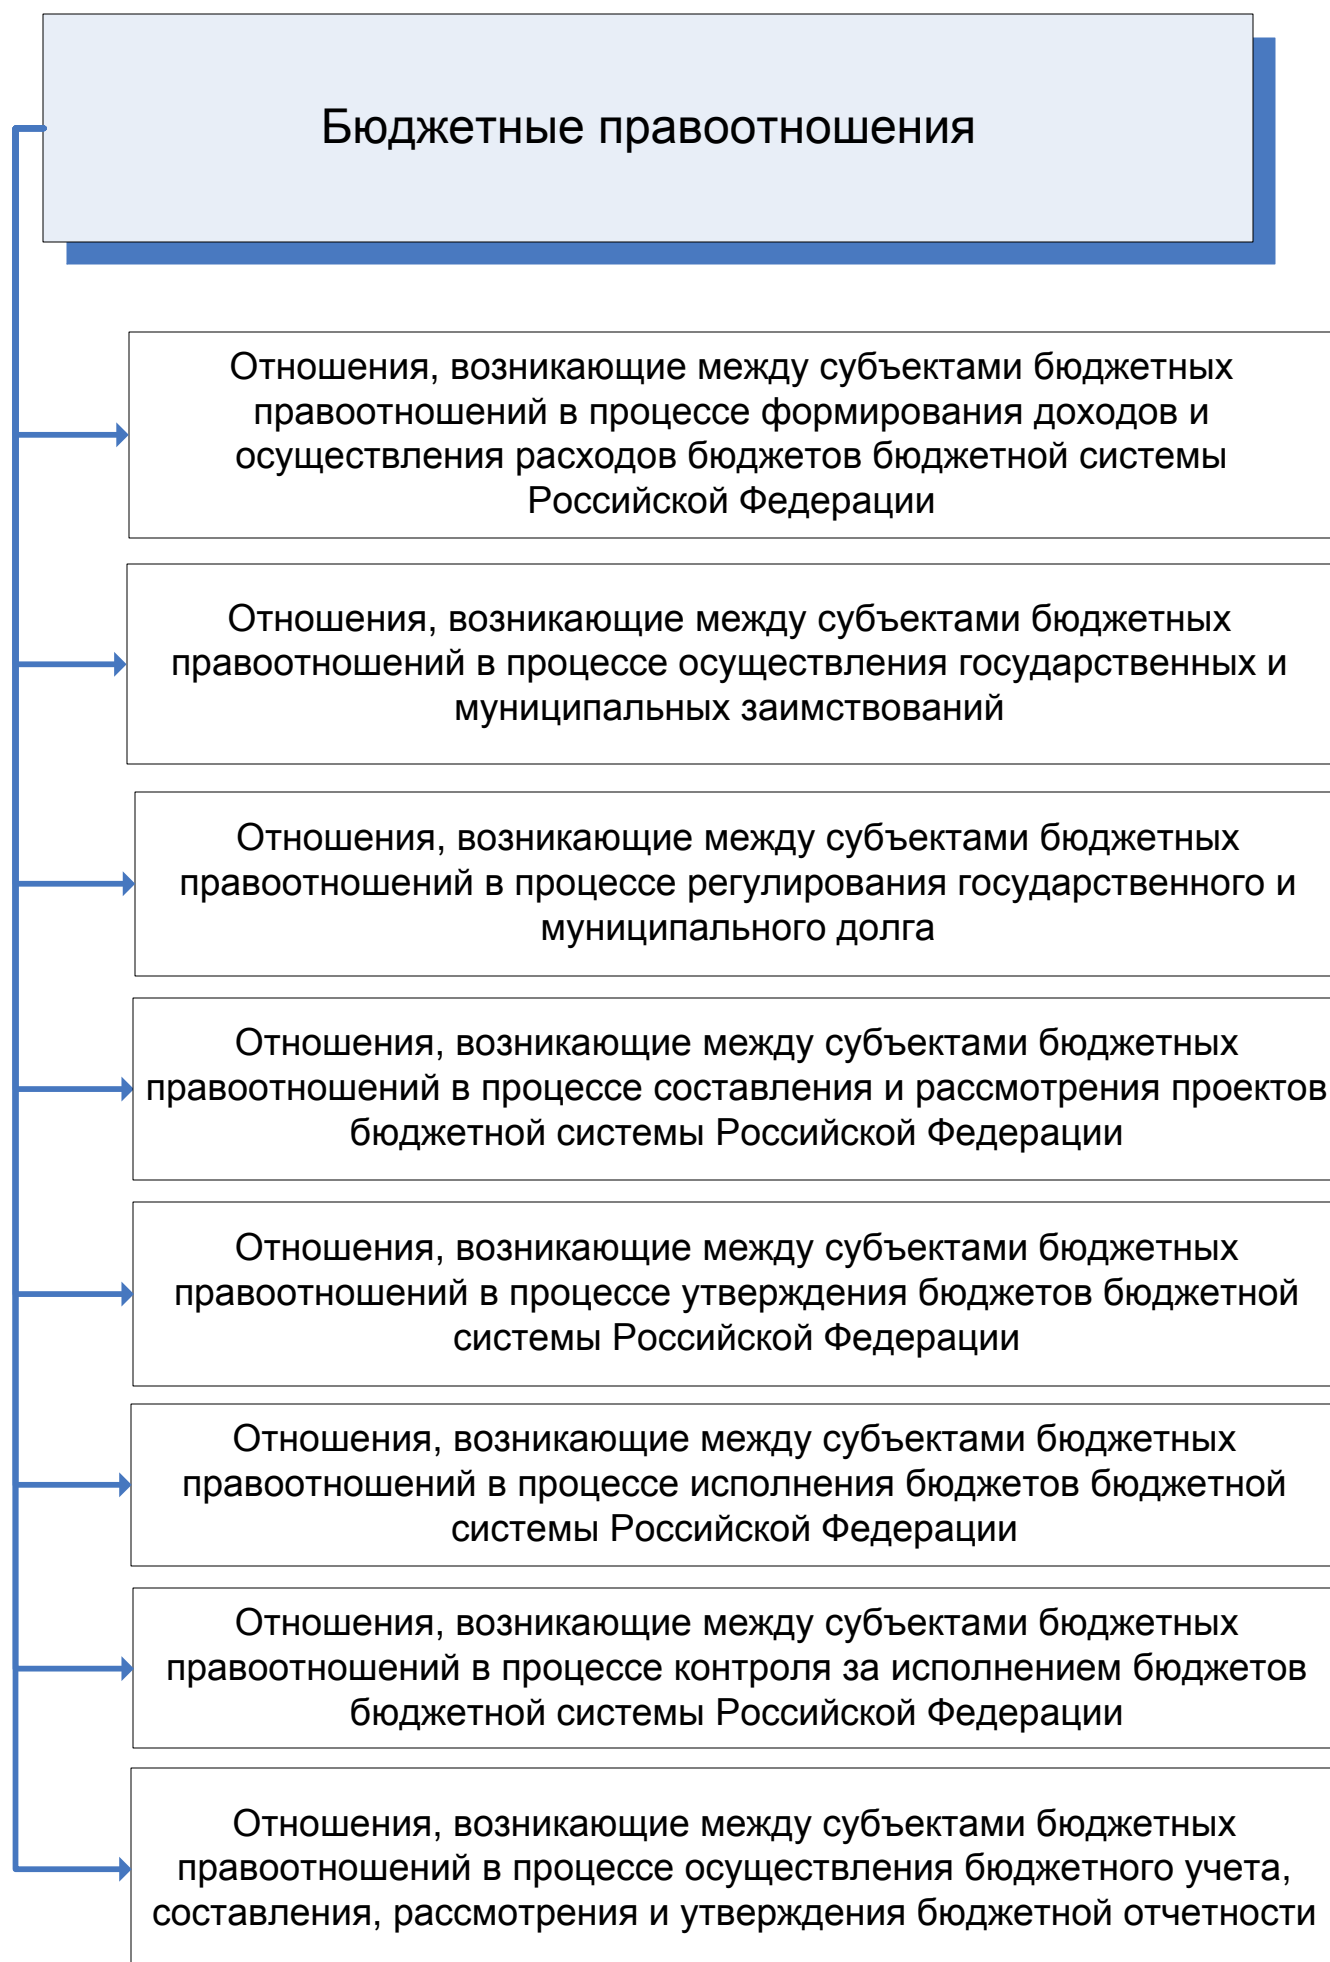 Бюджетные правоотношения
Отношения, возникающие между субъектами бюджетных
правоотношений в процессе формирования доходов и
осуществления расходов бюджетов бюджетной системы
Российской Федерации
Отношения, возникающие между субъектами бюджетных
правоотношений в процессе осуществления государственных и
муниципальных заимствований
Отношения, возникающие между субъектами бюджетных
правоотношений в процессе регулирования государственного и
муниципального долга
Отношения, возникающие между субъектами бюджетных
правоотношений в процессе составления и рассмотрения проектов
бюджетной системы Российской Федерации
Отношения, возникающие между субъектами бюджетных
правоотношений в процессе утверждения бюджетов бюджетной
системы Российской Федерации
Отношения, возникающие между субъектами бюджетных
правоотношений в процессе исполнения бюджетов бюджетной
системы Российской Федерации
Отношения, возникающие между субъектами бюджетных
правоотношений в процессе контроля за исполнением бюджетов
бюджетной системы Российской Федерации
Отношения, возникающие между субъектами бюджетных
правоотношений в процессе осуществления бюджетного учета,
составления, рассмотрения и утверждения бюджетной отчетности